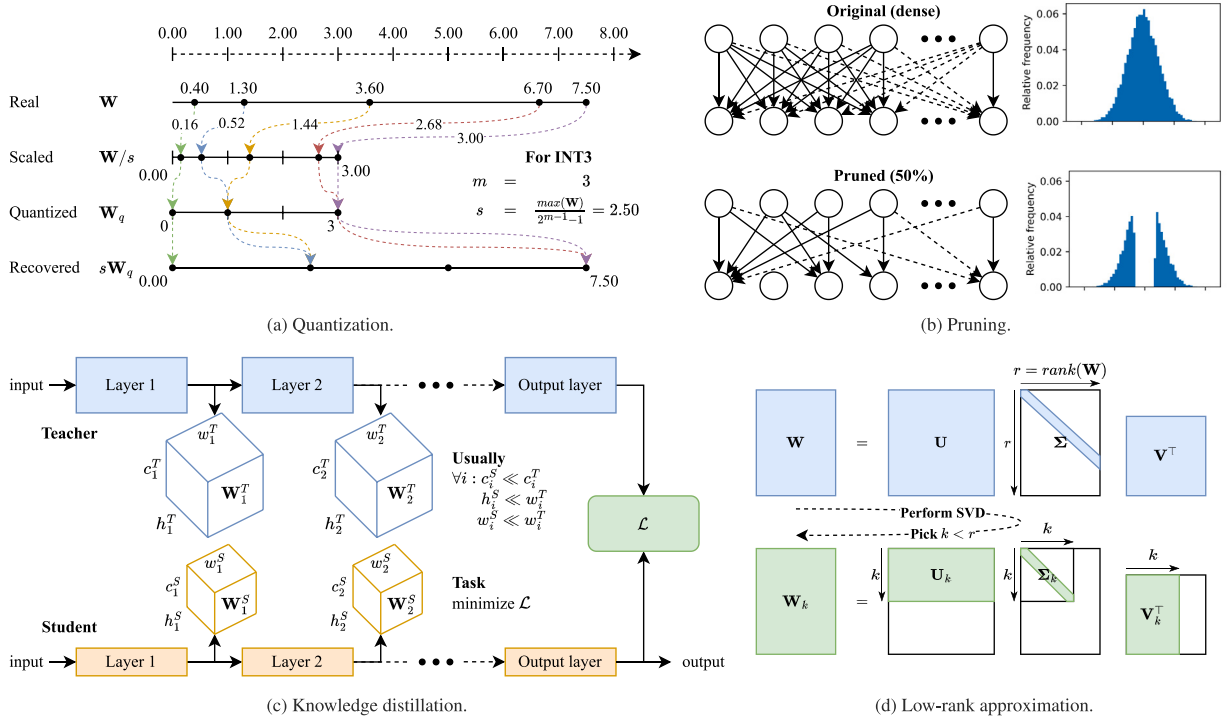 0.00 1.00 2.00 3.00 4.00 5.00 6.00 7.00 8.00
Real W
0.40 1.30 3.60 6.70 7.50
0.16 0.52 1.44 2.68 3.00
Scaled W/s
0.00 3.00
Quantized W_q
0 1 3
Recovered sW_q
0.00 7.50
For INT3
m = 3
s = max(W) / 2^{m−1}−1 = 2.50
(a) Quantization.
Original (dense)
Relative frequency
0.06
0.04
0.02
0.00
Pruned (50%)
Relative frequency
0.06
0.04
0.02
0.00
(b) Pruning.
input Layer 1 Layer 2 Output layer
Teacher
w_1^T
c_1^T
W_1^T
h_1^T
w_2^T
c_2^T
W_2^T
h_2^T
Usually
∀i : c_i^S ≪ c_i^T
h_i^S ≪ w_i^T
w_i^S ≪ w_i^T
ℒ
w_1^S
c_1^S
W_1^S
h_1^S
w_2^S
c_2^S
W_2^S
h_2^S
Task
minimize ℒ
Student
input Layer 1 Layer 2 Output layer output
(c) Knowledge distillation.
r = rank(W)
W = U r Σ V^⊤
Perform SVD
Pick k < r
k k
W_k = k U_k k Σ_k V_k^⊤
(d) Low-rank approximation.